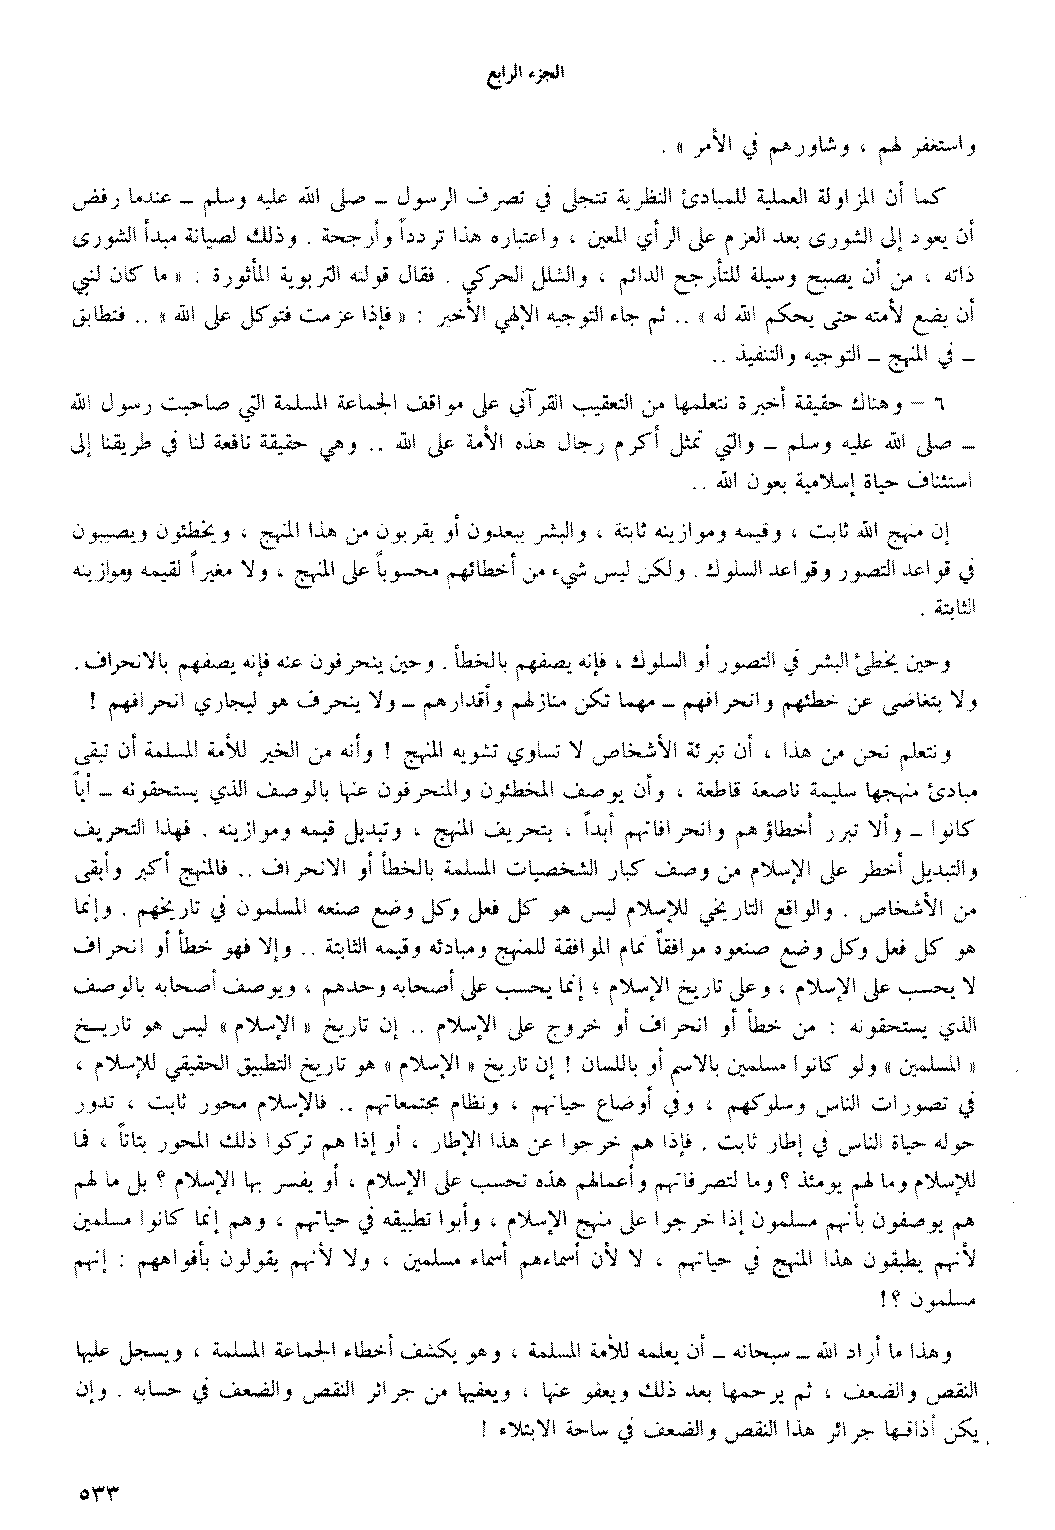 الجزء الرابع
واستغفر لهم ، وشاورهم في الأمر » .
كما أن المزاولة العملية للمبادئ النظرية تتجلى في تصرف الرسول – صلى الله عليه وسلم – عندما رفض
أن يعود إلى الشورى بعد العزم على الرأي المعين ، واعتباره هذا تردداً وأرجحة . وذلك لصيانة مبدأ الشورى
ذاته ، من أن يصبح وسيلة للتأرجح الدائم ، والشلل الحركي . فقال قولته التربوية المأثورة : « ما كان لنبي
أن يضع لأمته حتى يحكم الله له » .. ثم جاء التوجيه الإلهي الأخير : « فإذا عزمت فتوكل على الله » .. فتطابق
– في المنهج – التوجيه والتنفيذ ..
٦ – وهناك حقيقة أخيرة نتعلمها من التعقيب القرآني على مواقف الجماعة المسلمة التي صاحبت رسول الله
– صلى الله عليه وسلم – والتي تمثل أكرم رجال هذه الأمة على الله .. وهي حقيقة نافعة لنا في طريقنا إلى
استئناف حياة إسلامية بعون الله ..
إن منهج الله ثابت ، وقيمه وموازينه ثابتة ، والبشر يبعدون أو يقربون من هذا المنهج ، ويخطئون ويصيبون
في قواعد التصور وقواعد السلوك . ولكن ليس شيء من أخطائهم محسوباً على المنهج ، ولا مغيراً لقيمه وموازينه
الثابتة .
وحين يخطئ البشر في التصور أو السلوك ، فإنه يصفهم بالخطأ . وحين ينحرفون عنه فإنه يصفهم بالانحراف .
ولا يتغاضى عن خطئهم وانحرافهم – مهما تكن منازلهم وأقدارهم – ولا ينحرف هو ليجاري انحرافهم !
ونتعلم نحن من هذا ، أن تبرئة الأشخاص لا تساوي تشويه المنهج ! وأنه من الخير للأمة المسلمة أن تبقى
مبادئ منهجها سليمة ناصعة قاطعة ، وأن يوصف المخطئون والمنحرفون عنها بالوصف الذي يستحقونه – أياً
كانوا – وألا تبرر أخطاؤهم وانحرافاتهم أبداً ، بتحريف المنهج ، وتبديل قيمه وموازينه . فهذا التحريف
والتبديل أخطر على الإسلام من وصف كبار الشخصيات المسلمة بالخطأ أو الانحراف .. فالمنهج أكبر وأبقى
من الأشخاص . والواقع التاريخي للإسلام ليس هو كل فعل وكل وضع صنعه المسلمون في تاريخهم . وإنما
هو كل فعل وكل وضع صنعوه موافقاً تمام الموافقة للمنهج ومبادئه وقيمه الثابتة .. وإلا فهو خطأ أو انحراف
لا يحسب على الإسلام ، وعلى تاريخ الإسلام ؛ إنما يحسب على أصحابه وحدهم ، ويوصف أصحابه بالوصف
الذي يستحقونه : من خطأ أو انحراف أو خروج على الإسلام .. إن تاريخ « الإسلام » ليس هو تاريخ
« المسلمين » ولو كانوا مسلمين بالاسم أو باللسان ! إن تاريخ « الإسلام » هو تاريخ التطبيق الحقيقي للإسلام ،
في تصورات الناس وسلوكهم ، وفي أوضاع حياتهم ، ونظام مجتمعاتهم .. فالإسلام محور ثابت ، تدور
حوله حياة الناس في إطار ثابت . فإذا هم خرجوا عن هذا الإطار ، أو إذا هم تركوا ذلك المحور بتاتاً ، فما
للإسلام وما لهم يومئذ ؟ وما لتصرفاتهم وأعمالهم هذه تحسب على الإسلام ، أو يفسر بها الإسلام ؟ بل ما لهم
هم يوصفون بأنهم مسلمون إذا خرجوا على منهج الإسلام ، وأبوا تطبيقه في حياتهم ، وهم إنما كانوا مسلمين
لأنهم يطبقون هذا المنهج في حياتهم ، لا لأن أسماءهم أسماء مسلمين ، ولا لأنهم يقولون بأفواههم : إنهم
مسلمون ؟!
وهذا ما أراد الله – سبحانه – أن يعلمه للأمة المسلمة ، وهو يكشف أخطاء الجماعة المسلمة ، ويسجل عليها
النقص والضعف ، ثم يرحمها بعد ذلك ويعفو عنها ، ويعفيها من جرائر النقص والضعف في حسابه . وإن
يكن أذاقها جرائر هذا النقص والضعف في ساحة الابتلاء !
٥٣٣